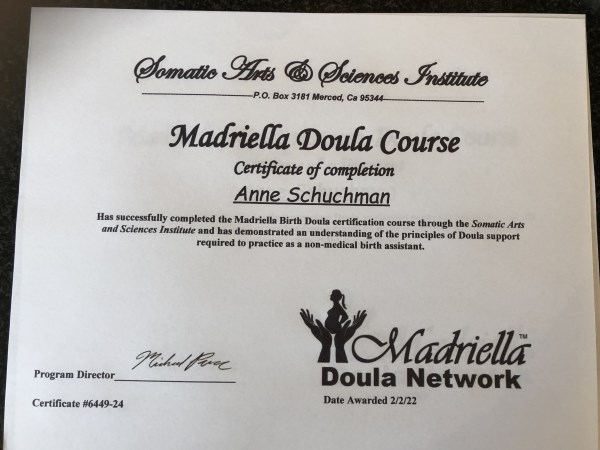 Somatic Arts & Sciences Institute
P.O. Box 3181 Merced, Ca 95344
Madriella Doula Course
Certificate of completion
Anne Schuchman
Has successfully completed the Madriella Birth Doula certification course through the Somatic Arts
and Sciences Institute and has demonstrated an understanding of the principles of Doula support
required to practice as a non-medical birth assistant.
Madriella™
Doula Network
Program Director
Certificate #6449-24
Date Awarded 2/2/22